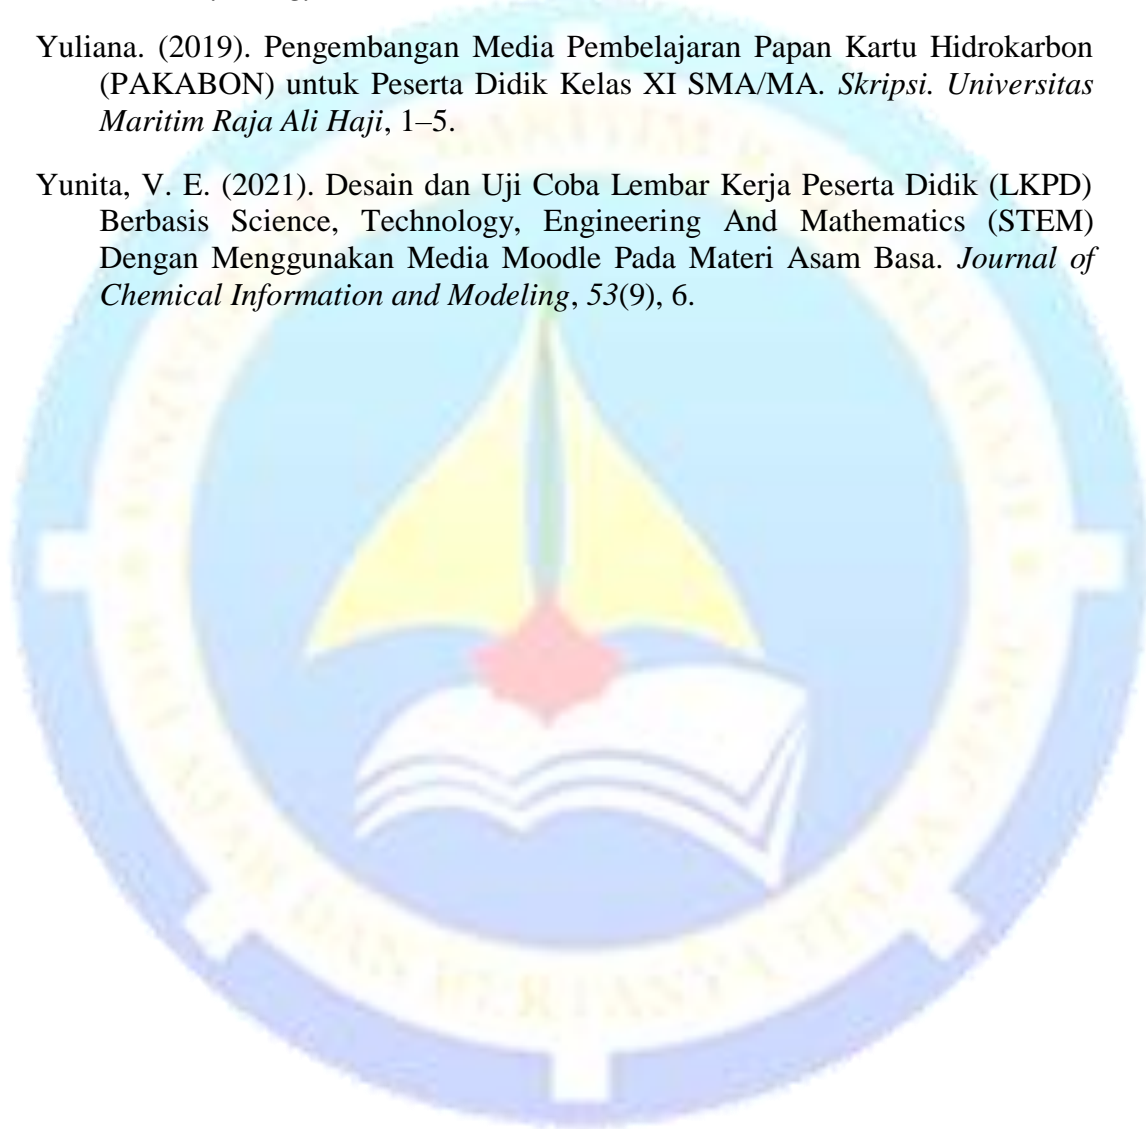 Yuliana. (2019). Pengembangan Media Pembelajaran Papan Kartu Hidrokarbon
(PAKABON) untuk Peserta Didik Kelas XI SMA/MA. Skripsi. Universitas
Maritim Raja Ali Haji, 1–5.
Yunita, V. E. (2021). Desain dan Uji Coba Lembar Kerja Peserta Didik (LKPD)
Berbasis Science, Technology, Engineering And Mathematics (STEM)
Dengan Menggunakan Media Moodle Pada Materi Asam Basa. Journal of
Chemical Information and Modeling, 53(9), 6.